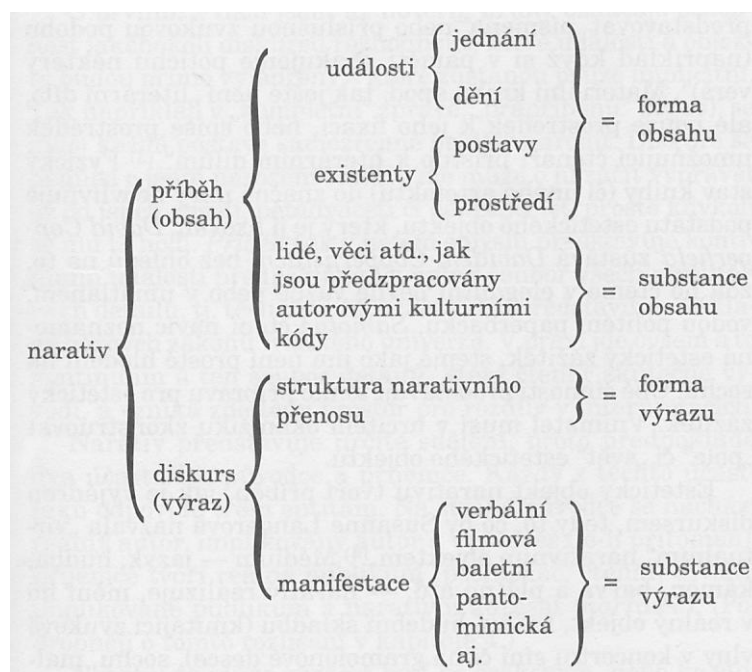 jednání
události
dění
= forma
obsahu
postavy
existenty
prostředí
příběh
(obsah)
lidé, věci atd., jak
jsou předzpracovány
autorovými kulturními
kódy
= substance
obsahu
narativ
struktura narativního
přenosu
= forma
výrazu
diskurs
(výraz)
manifestace
verbální
filmová
baletní
panto-
mimická
aj.
= substance
výrazu